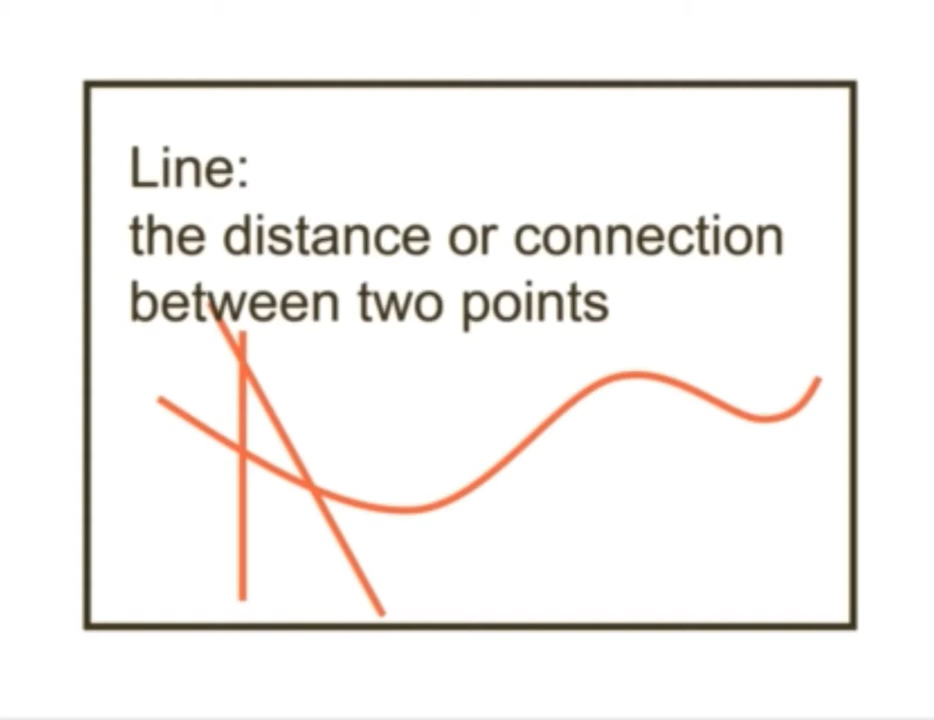 Line:
the distance or connection
between two points